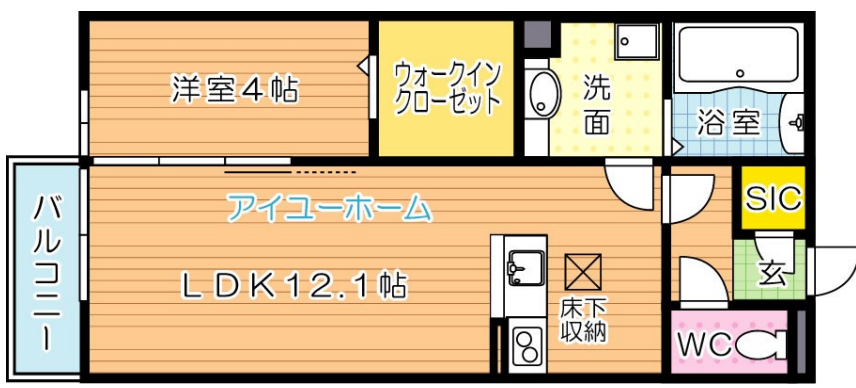 洋室4帖
ウォークイン
クローゼット
洗面
浴室
バルコニー
アイユーホーム
SIC
LDK12.1帖
玄
床下
収納
WC